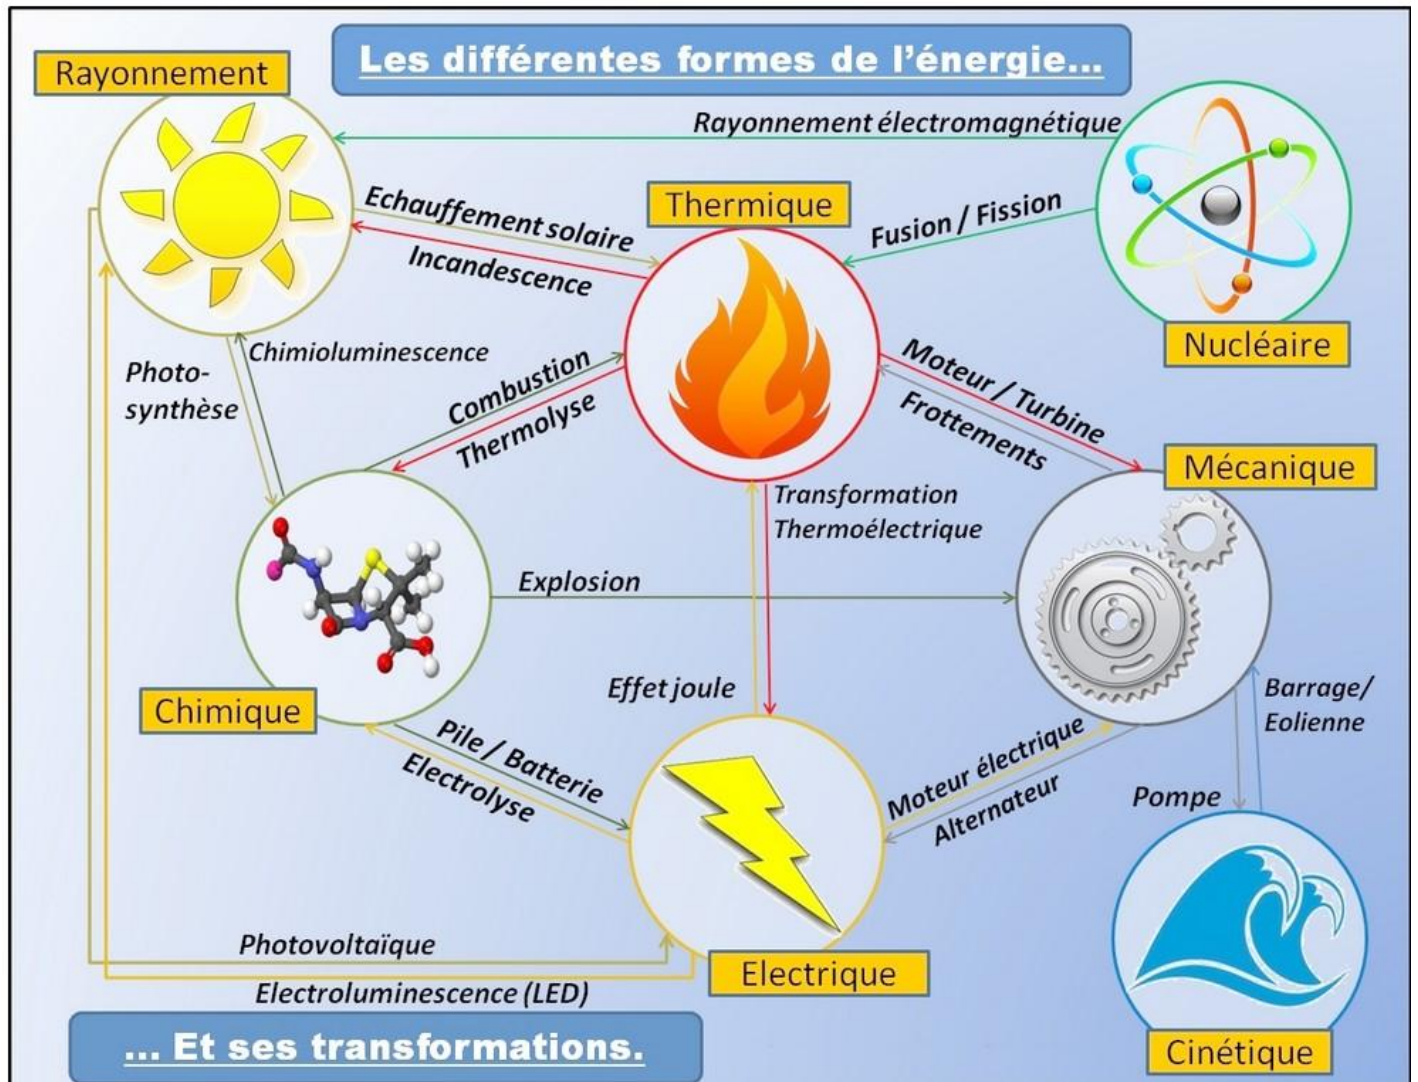 Les différentes formes de l'énergie...
Rayonnement
Rayonnement électromagnétique
Thermique
Echauffement solaire
Incandescence
Fusion / Fission
Nucléaire
Chimioluminescence
Photo-
synthèse
Combustion
Thermolyse
Moteur / Turbine
Frottements
Mécanique
Transformation
Thermoélectrique
Explosion
Effet joule
Chimique
Barrage/
Eolienne
Pile / Batterie
Electrolyse
Moteur électrique
Alternateur
Pompe
Photovoltaïque
Electrique
Electroluminescence (LED)
... Et ses transformations.
Cinétique